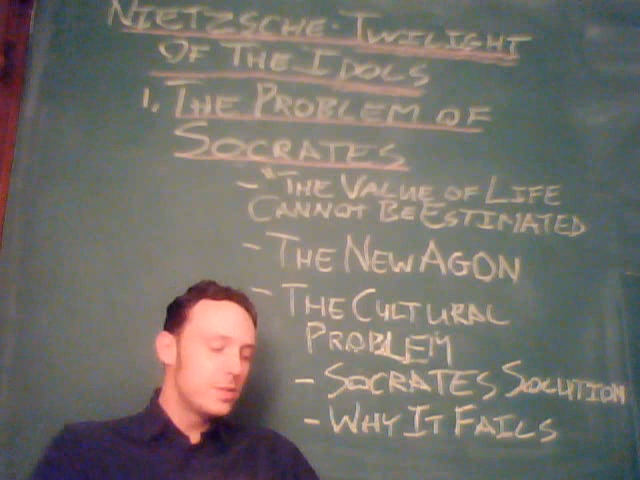 NIETZSCHE - TWILIGHT
OF THE IDOLS
1. THE PROBLEM OF
SOCRATES
- "THE VALUE OF LIFE
CANNOT BE ESTIMATED
- THE NEW AGON
- THE CULTURAL
PROBLEM
- SOCRATES SOLUTION
- WHY IT FAILS